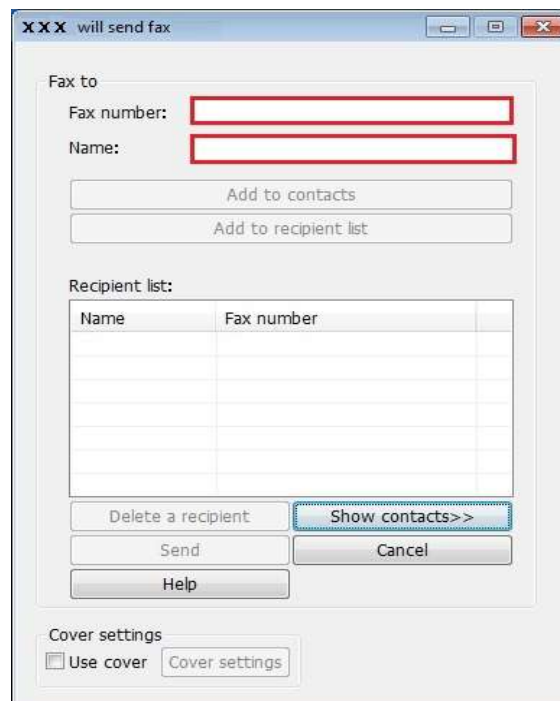 XXX will send fax
Fax to
Fax number:
Name:
Add to contacts
Add to recipient list
Recipient list:
Name Fax number
Delete a recipient Show contacts>>
Send Cancel
Help
Cover settings
Use cover Cover settings